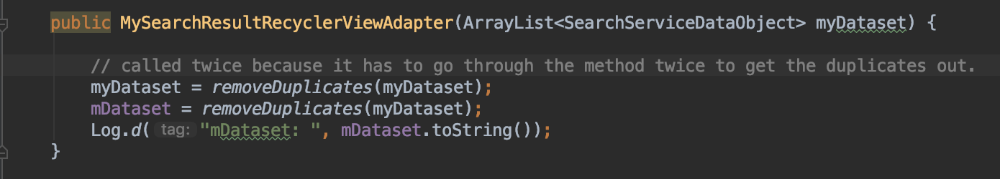 public MySearchResultRecyclerViewAdapter(ArrayList<SearchServiceDataObject> myDataset) {
// called twice because it has to go through the method twice to get the duplicates out.
myDataset = removeDuplicates(myDataset);
mDataset = removeDuplicates(myDataset);
Log.d( tag: "mDataset: ", mDataset.toString());
}